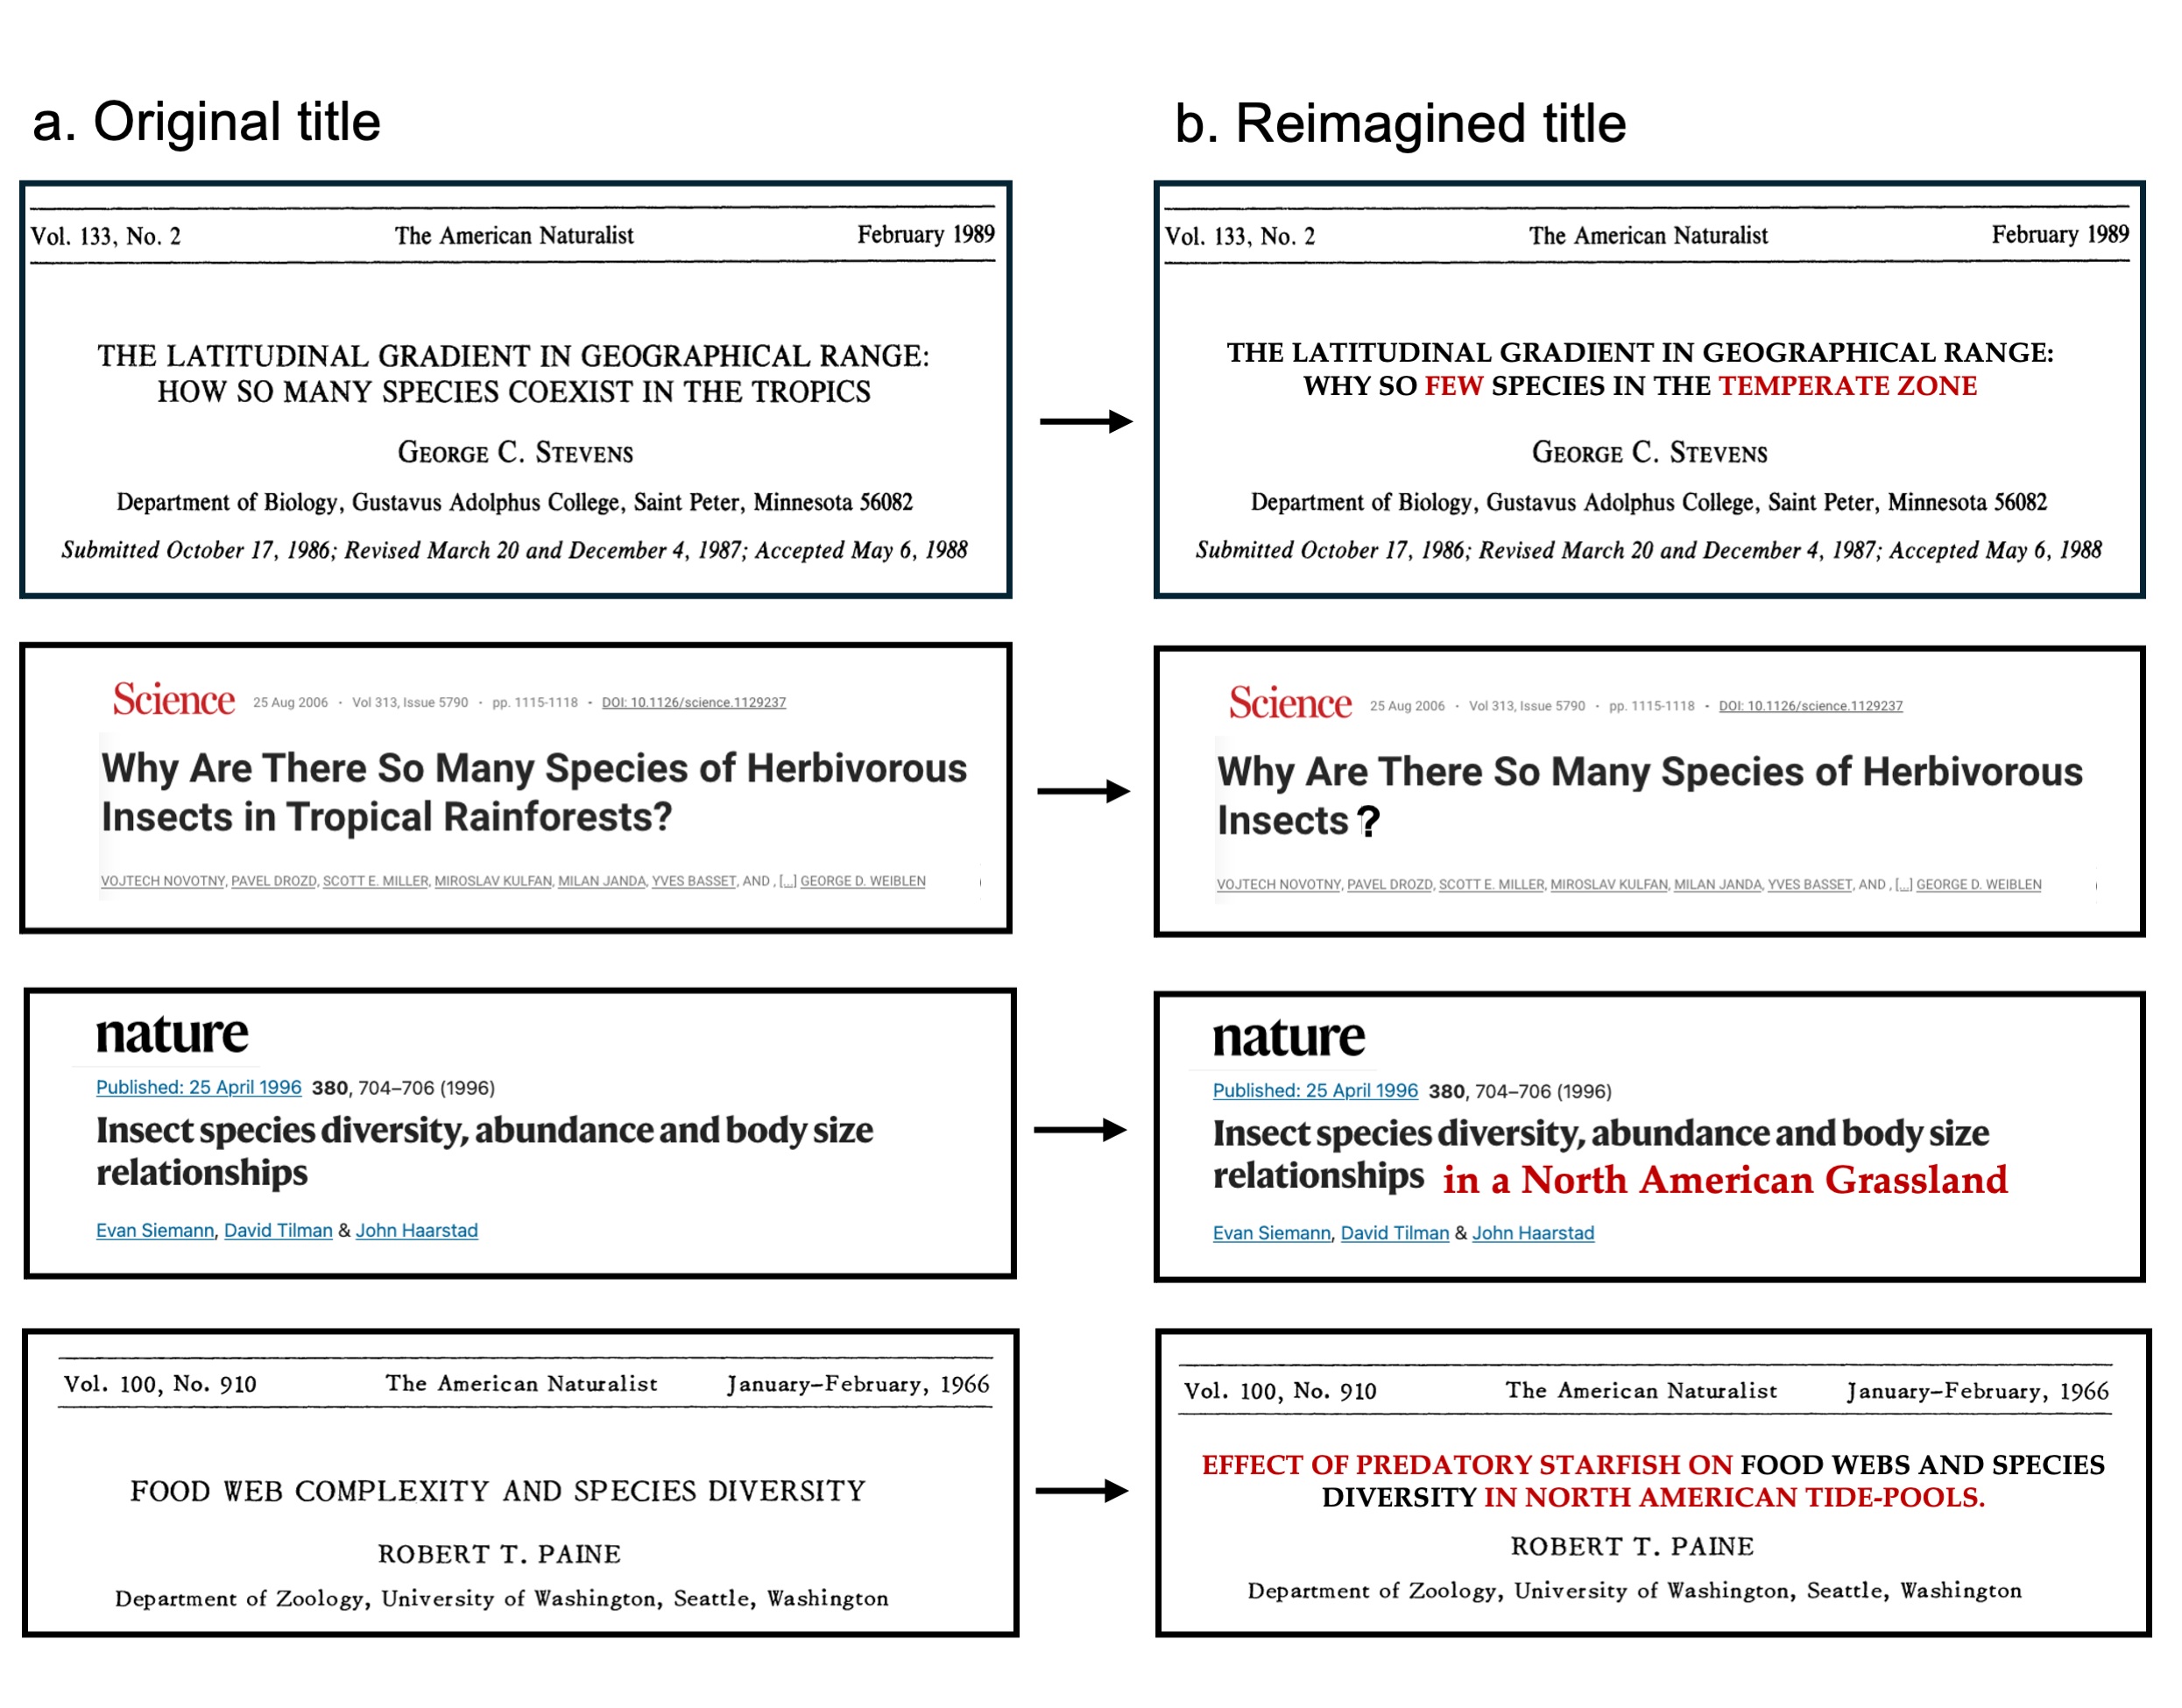 a. Original title
b. Reimagined title
Vol. 133, No. 2 The American Naturalist February 1989
THE LATITUDINAL GRADIENT IN GEOGRAPHICAL RANGE:
HOW SO MANY SPECIES COEXIST IN THE TROPICS
GEORGE C. STEVENS
Department of Biology, Gustavus Adolphus College, Saint Peter, Minnesota 56082
Submitted October 17, 1986; Revised March 20 and December 4, 1987; Accepted May 6, 1988
Vol. 133, No. 2 The American Naturalist February 1989
THE LATITUDINAL GRADIENT IN GEOGRAPHICAL RANGE:
WHY SO FEW SPECIES IN THE TEMPERATE ZONE
GEORGE C. STEVENS
Department of Biology, Gustavus Adolphus College, Saint Peter, Minnesota 56082
Submitted October 17, 1986; Revised March 20 and December 4, 1987; Accepted May 6, 1988
Science 25 Aug 2006 • Vol 313, Issue 5790 • pp. 1115-1118 • DOI: 10.1126/science.1129237
Why Are There So Many Species of Herbivorous
Insects in Tropical Rainforests?
VOJTECH NOVOTNY, PAVEL DROZD, SCOTT E. MILLER, MIROSLAV KULFAN, MILAN JANDA, YVES BASSET, AND , [...] GEORGE D. WEIBLEN
Science 25 Aug 2006 • Vol 313, Issue 5790 • pp. 1115-1118 • DOI: 10.1126/science.1129237
Why Are There So Many Species of Herbivorous
Insects ?
VOJTECH NOVOTNY, PAVEL DROZD, SCOTT E. MILLER, MIROSLAV KULFAN, MILAN JANDA, YVES BASSET, AND , [...] GEORGE D. WEIBLEN
nature
Published: 25 April 1996 380, 704–706 (1996)
Insect species diversity, abundance and body size
relationships
Evan Siemann, David Tilman & John Haarstad
nature
Published: 25 April 1996 380, 704–706 (1996)
Insect species diversity, abundance and body size
relationships in a North American Grassland
Evan Siemann, David Tilman & John Haarstad
Vol. 100, No. 910 The American Naturalist January–February, 1966
FOOD WEB COMPLEXITY AND SPECIES DIVERSITY
ROBERT T. PAINE
Department of Zoology, University of Washington, Seattle, Washington
Vol. 100, No. 910 The American Naturalist January–February, 1966
EFFECT OF PREDATORY STARFISH ON FOOD WEBS AND SPECIES
DIVERSITY IN NORTH AMERICAN TIDE-POOLS.
ROBERT T. PAINE
Department of Zoology, University of Washington, Seattle, Washington